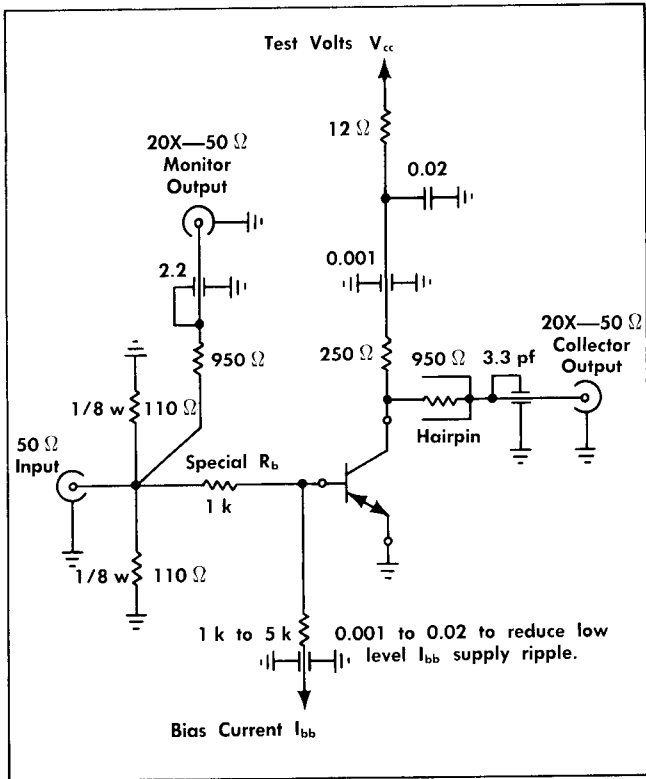 Test Volts V_cc
12 Ω
20X—50 Ω
Monitor
Output
0.02
2.2
0.001
20X—50 Ω
Collector
Output
950 Ω
250 Ω
950 Ω
3.3 pf
1/8 w
110 Ω
Hairpin
50 Ω
Input
Special R_b
1 k
1/8 w
110 Ω
1 k to 5 k
0.001 to 0.02 to reduce low
level I_bb supply ripple.
Bias Current I_bb